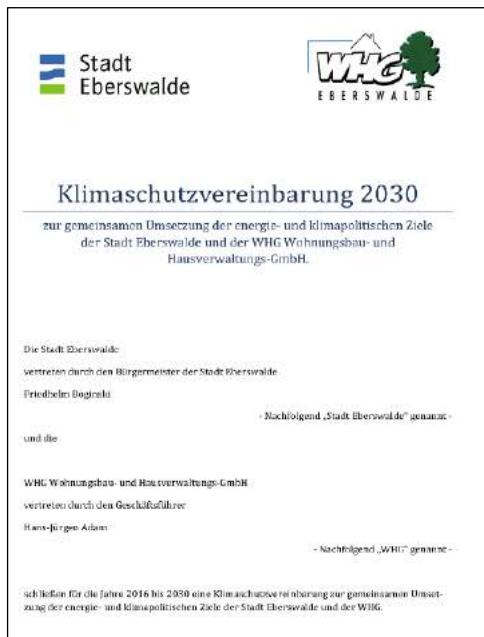 Stadt
Eberswalde
WHG
EBERSWALDE
Klimaschutzvereinbarung 2030
zur gemeinsamen Umsetzung der energie- und klimapolitischen Ziele
der Stadt Eberswalde und der WHG Wohnungsbau- und
Hausverwaltungs-GmbH.
Die Stadt Eberswalde
vertreten durch den Bürgermeister der Stadt Eberswalde
Friedhelm Boginski
- Nachfolgend „Stadt Eberswalde“ genannt -
und die
WHG Wohnungsbau- und Hausverwaltungs-GmbH
vertreten durch den Geschäftsführer
Hans-Jürgen Adam
- Nachfolgend „WHG“ genannt -
schließen für die Jahre 2016 bis 2030 eine Klimaschutzvereinbarung zur gemeinsamen Umset-
zung der energie- und klimapolitischen Ziele der Stadt Eberswalde und der WHG.